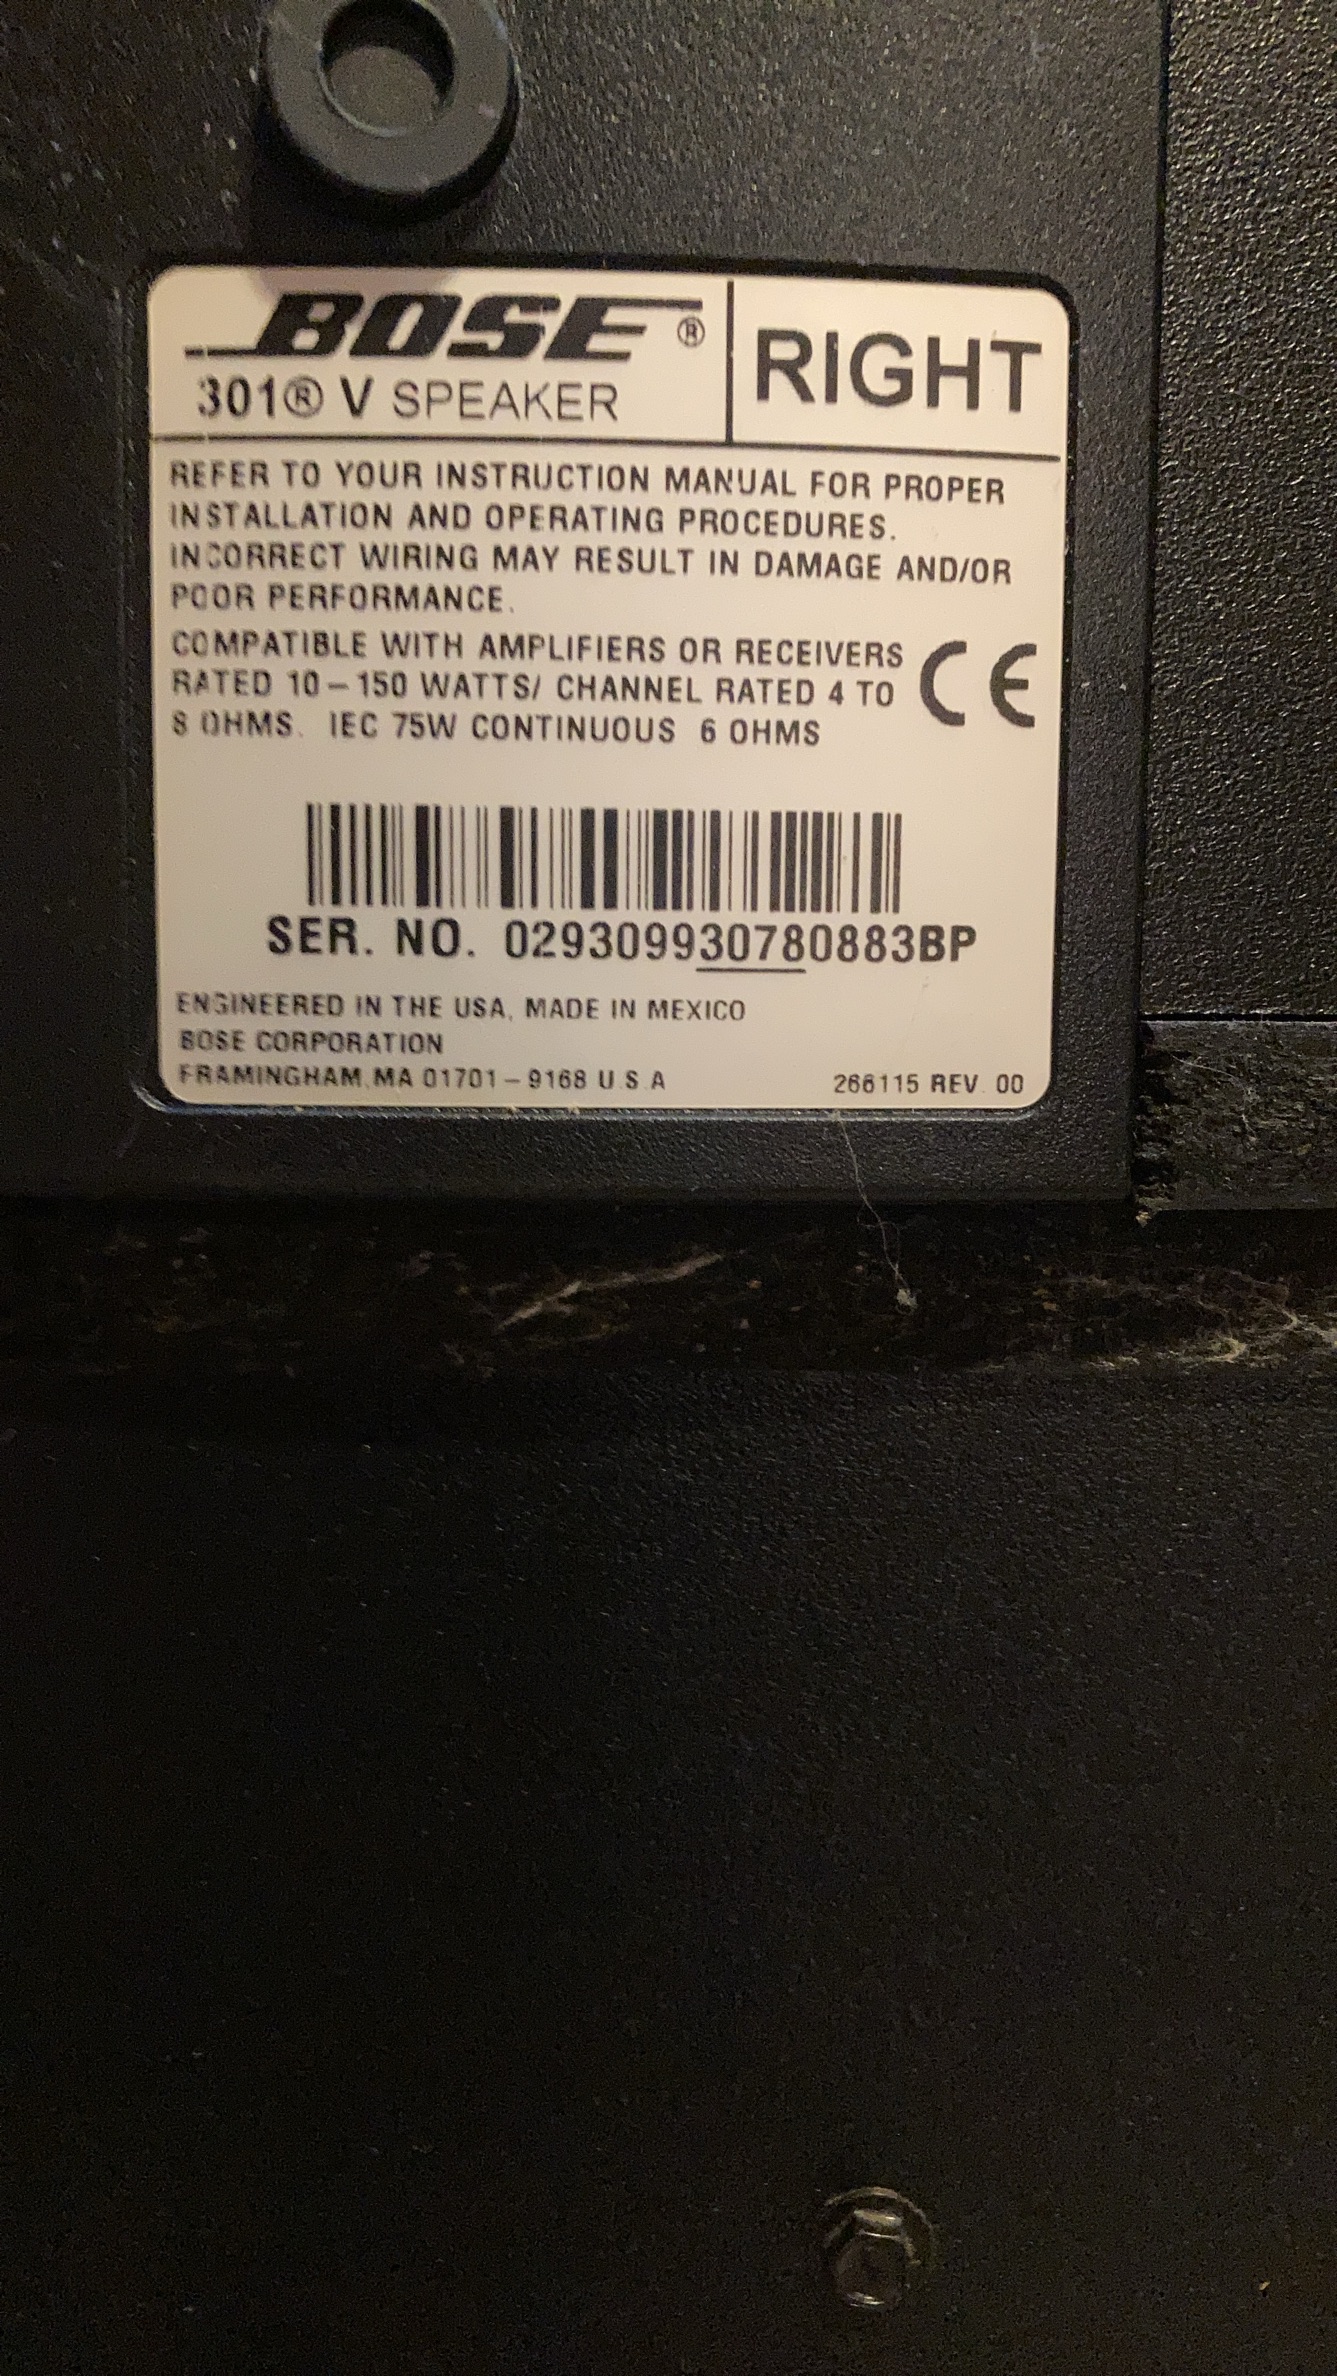 BOSE®
301® V SPEAKER
RIGHT
REFER TO YOUR INSTRUCTION MANUAL FOR PROPER
INSTALLATION AND OPERATING PROCEDURES.
INCORRECT WIRING MAY RESULT IN DAMAGE AND/OR
POOR PERFORMANCE.
COMPATIBLE WITH AMPLIFIERS OR RECEIVERS
RATED 10–150 WATTS/ CHANNEL RATED 4 TO
8 OHMS. IEC 75W CONTINUOUS 6 OHMS
CE
SER. NO. 029309930780883BP
ENGINEERED IN THE USA, MADE IN MEXICO
BOSE CORPORATION
FRAMINGHAM, MA 01701–9168 U.S.A
266115 REV. 00